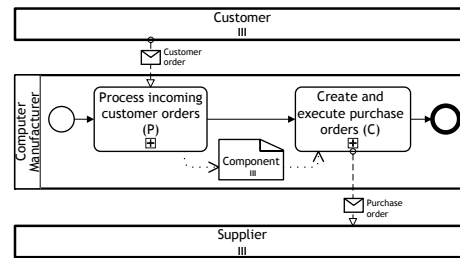 Customer
Customer
order
Computer
Manufacturer
Process incoming
customer orders
(P)
Create and
execute purchase
orders (C)
Component
Purchase
order
Supplier